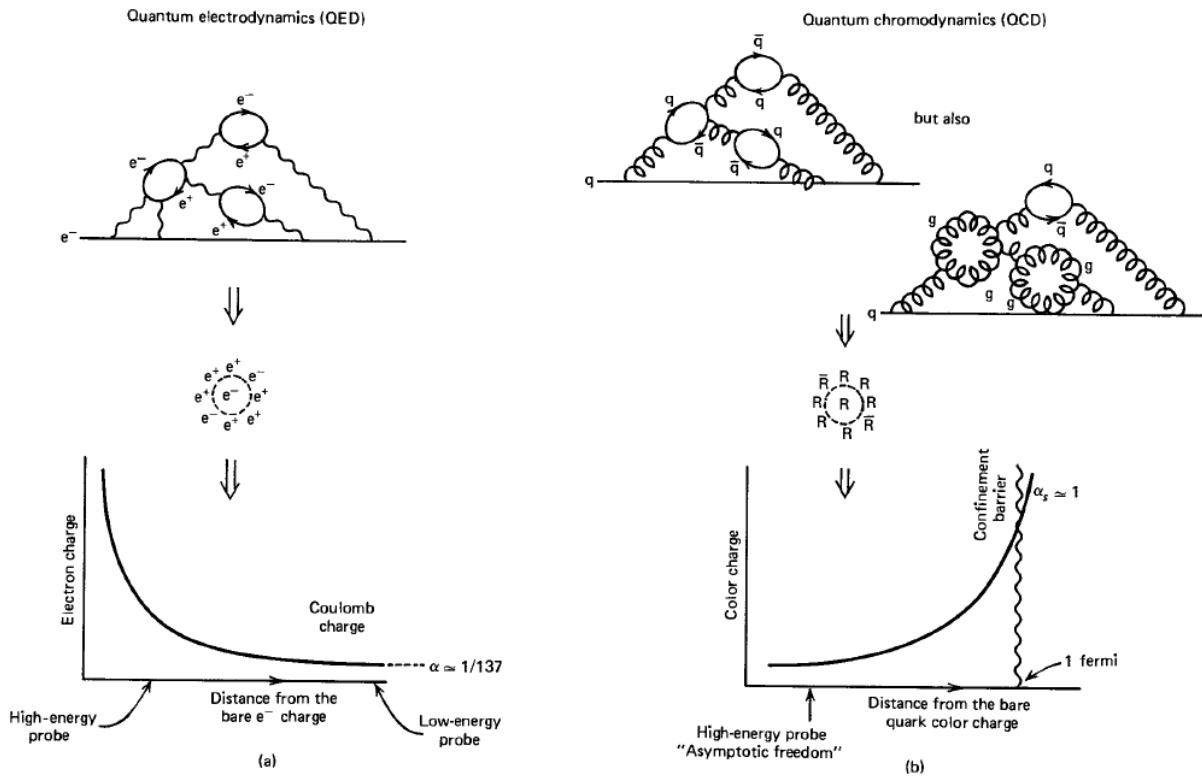 Quantum electrodynamics (QED)
e⁻
e⁺
e⁻
e⁺
e⁻
e⁺
e⁻
e⁺ e⁺ e⁻
e⁺ e⁻ e⁺
e⁻ e⁺ e⁺
Electron charge
Coulomb
charge
α ≃ 1/137
Distance from the
bare e⁻ charge
High-energy
probe
Low-energy
probe
(a)
Quantum chromodynamics (QCD)
q̄
q
q
q̄
q
q̄
q
but also
q
q̄
g
g
g
g
q
R̄ R R
R R R
R R R̄
Color charge
Confinement
barrier
αₛ ≃ 1
1 fermi
Distance from the bare
quark color charge
High-energy probe
"Asymptotic freedom"
(b)